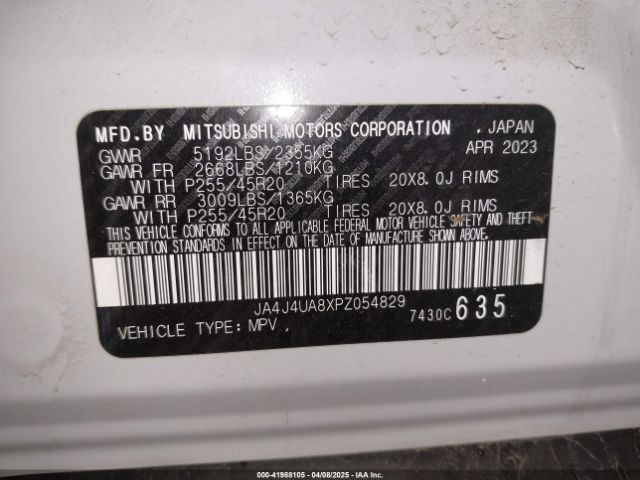 MFD.BY MITSUBISHI MOTORS CORPORATION . JAPAN
GVWR 5192LBS/2355KG APR 2023
GAWR FR 2668LBS/1210KG
WITH P255/45R20 TIRES 20X8.0J RIMS
GAWR RR 3009LBS/1365KG
WITH P255/45R20 TIRES 20X8.0J RIMS
THIS VEHICLE CONFORMS TO ALL APPLICABLE FEDERAL MOTOR VEHICLE SAFETY AND THEFT
PREVENTION STANDARDS IN EFFECT ON THE DATE OF MANUFACTURE SHOWN ABOVE.
JA4J4UA8XPZ054829
VEHICLE TYPE: MPV . 7430C 635
000-41988105 - 04/08/2025 - IAA Inc.